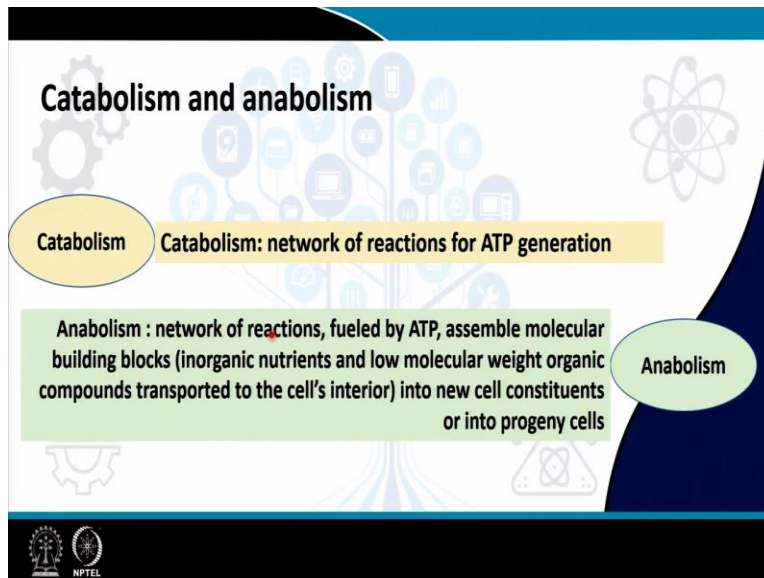 Catabolism and anabolism
Catabolism
Catabolism: network of reactions for ATP generation
Anabolism : network of reactions, fueled by ATP, assemble molecular
building blocks (inorganic nutrients and low molecular weight organic
compounds transported to the cell's interior) into new cell constituents
or into progeny cells
Anabolism
NPTEL